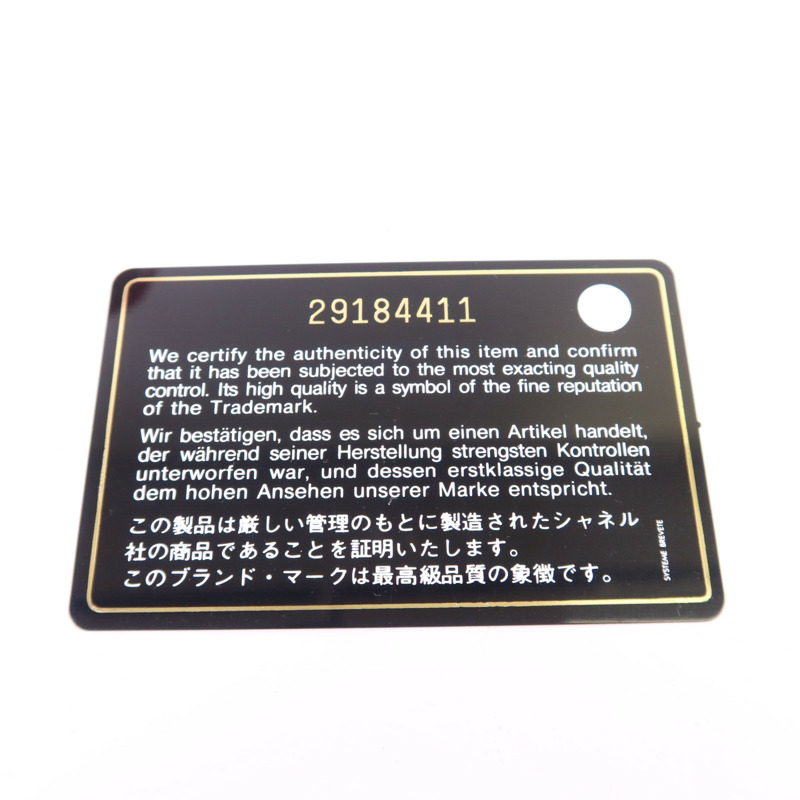 29184411
We certify the authenticity of this item and confirm
that it has been subjected to the most exacting quality
control. Its high quality is a symbol of the fine reputation
of the Trademark.
Wir bestätigen, dass es sich um einen Artikel handelt,
der während seiner Herstellung strengsten Kontrollen
unterworfen war, und dessen erstklassige Qualität
dem hohen Ansehen unserer Marke entspricht.
この製品は厳しい管理のもとに製造されたシャネル
社の商品であることを証明いたします。
このブランド・マークは最高級品質の象徴です。
SYSTEME BREVETE